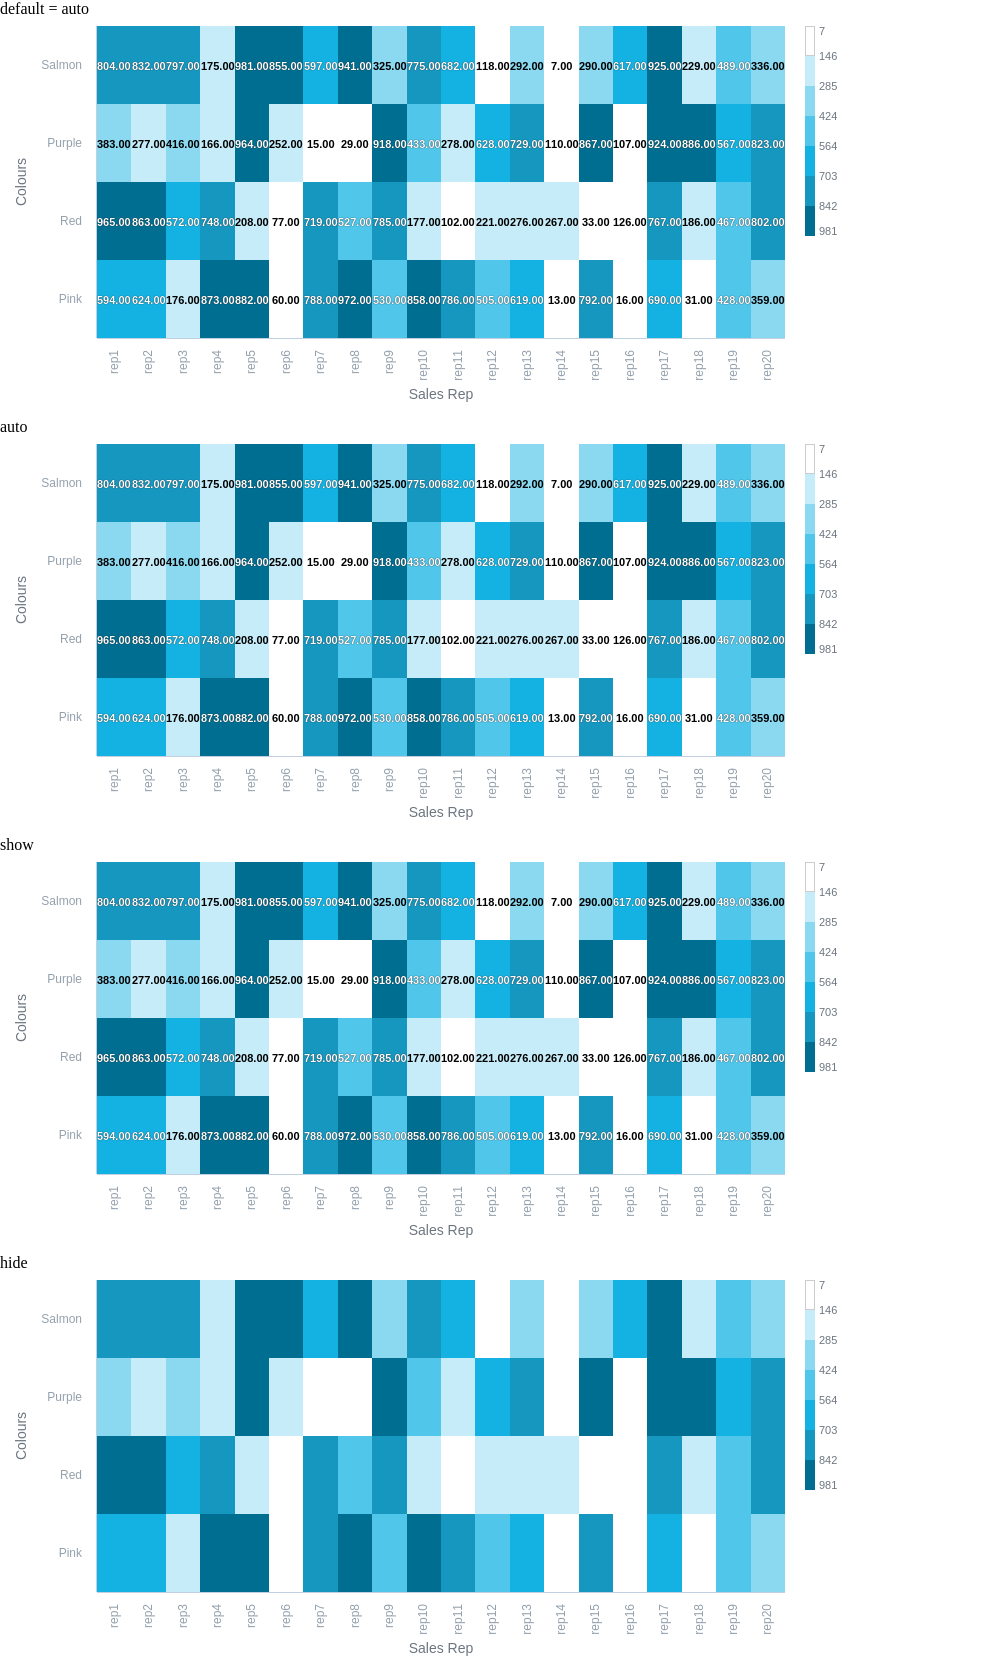 default = auto
Salmon 804.00 832.00 797.00 175.00 981.00 855.00 597.00 941.00 325.00 775.00 682.00 118.00 292.00 7.00 290.00 617.00 925.00 229.00 489.00 336.00
Purple 383.00 277.00 416.00 166.00 964.00 252.00 15.00 29.00 918.00 433.00 278.00 628.00 729.00 110.00 867.00 107.00 924.00 886.00 567.00 823.00
Red 965.00 863.00 572.00 748.00 208.00 77.00 719.00 527.00 785.00 177.00 102.00 221.00 276.00 267.00 33.00 126.00 767.00 186.00 467.00 802.00
Pink 594.00 624.00 176.00 873.00 882.00 60.00 788.00 972.00 530.00 858.00 786.00 505.00 619.00 13.00 792.00 16.00 690.00 31.00 428.00 359.00
Colours
rep1 rep2 rep3 rep4 rep5 rep6 rep7 rep8 rep9 rep10 rep11 rep12 rep13 rep14 rep15 rep16 rep17 rep18 rep19 rep20
Sales Rep
7
146
285
424
564
703
842
981
auto
Salmon 804.00 832.00 797.00 175.00 981.00 855.00 597.00 941.00 325.00 775.00 682.00 118.00 292.00 7.00 290.00 617.00 925.00 229.00 489.00 336.00
Purple 383.00 277.00 416.00 166.00 964.00 252.00 15.00 29.00 918.00 433.00 278.00 628.00 729.00 110.00 867.00 107.00 924.00 886.00 567.00 823.00
Red 965.00 863.00 572.00 748.00 208.00 77.00 719.00 527.00 785.00 177.00 102.00 221.00 276.00 267.00 33.00 126.00 767.00 186.00 467.00 802.00
Pink 594.00 624.00 176.00 873.00 882.00 60.00 788.00 972.00 530.00 858.00 786.00 505.00 619.00 13.00 792.00 16.00 690.00 31.00 428.00 359.00
Colours
rep1 rep2 rep3 rep4 rep5 rep6 rep7 rep8 rep9 rep10 rep11 rep12 rep13 rep14 rep15 rep16 rep17 rep18 rep19 rep20
Sales Rep
7
146
285
424
564
703
842
981
show
Salmon 804.00 832.00 797.00 175.00 981.00 855.00 597.00 941.00 325.00 775.00 682.00 118.00 292.00 7.00 290.00 617.00 925.00 229.00 489.00 336.00
Purple 383.00 277.00 416.00 166.00 964.00 252.00 15.00 29.00 918.00 433.00 278.00 628.00 729.00 110.00 867.00 107.00 924.00 886.00 567.00 823.00
Red 965.00 863.00 572.00 748.00 208.00 77.00 719.00 527.00 785.00 177.00 102.00 221.00 276.00 267.00 33.00 126.00 767.00 186.00 467.00 802.00
Pink 594.00 624.00 176.00 873.00 882.00 60.00 788.00 972.00 530.00 858.00 786.00 505.00 619.00 13.00 792.00 16.00 690.00 31.00 428.00 359.00
Colours
rep1 rep2 rep3 rep4 rep5 rep6 rep7 rep8 rep9 rep10 rep11 rep12 rep13 rep14 rep15 rep16 rep17 rep18 rep19 rep20
Sales Rep
7
146
285
424
564
703
842
981
hide
Salmon
Purple
Red
Pink
Colours
rep1 rep2 rep3 rep4 rep5 rep6 rep7 rep8 rep9 rep10 rep11 rep12 rep13 rep14 rep15 rep16 rep17 rep18 rep19 rep20
Sales Rep
7
146
285
424
564
703
842
981